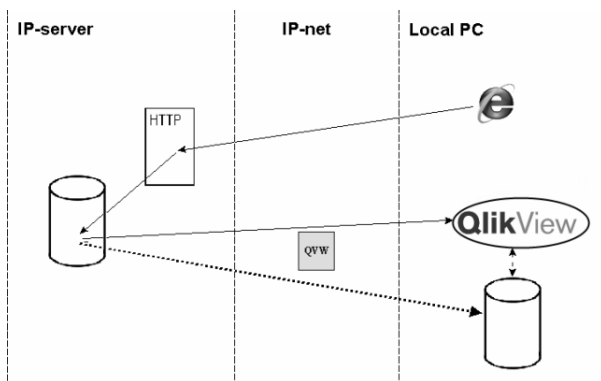 IP-server
IP-net
Local PC
HTTP
QlikView
QVW